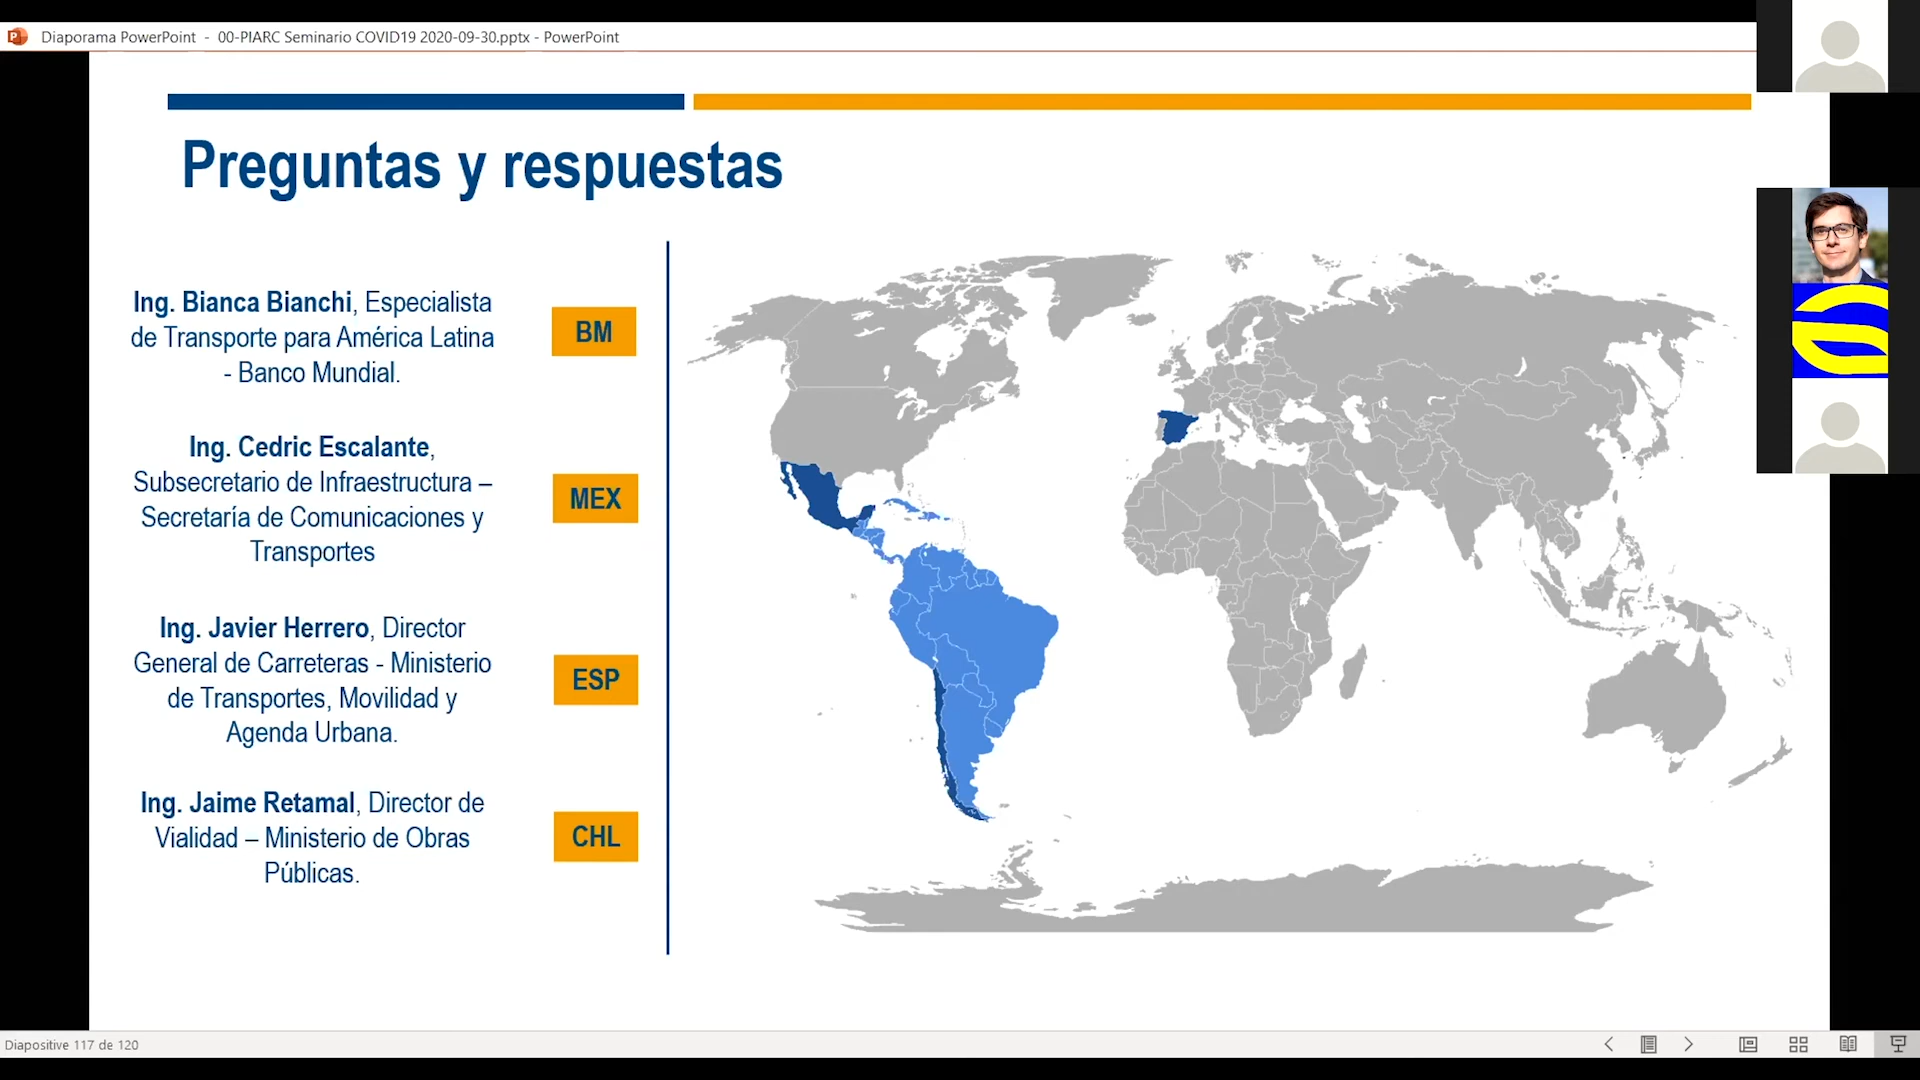 Diaporama PowerPoint - 00-PIARC Seminario COVID19 2020-09-30.pptx - PowerPoint
Preguntas y respuestas
Ing. Bianca Bianchi, Especialista
de Transporte para América Latina
- Banco Mundial.
BM
Ing. Cedric Escalante,
Subsecretario de Infraestructura –
Secretaría de Comunicaciones y
Transportes
MEX
Ing. Javier Herrero, Director
General de Carreteras - Ministerio
de Transportes, Movilidad y
Agenda Urbana.
ESP
Ing. Jaime Retamal, Director de
Vialidad – Ministerio de Obras
Públicas.
CHL
Diapositive 117 de 120